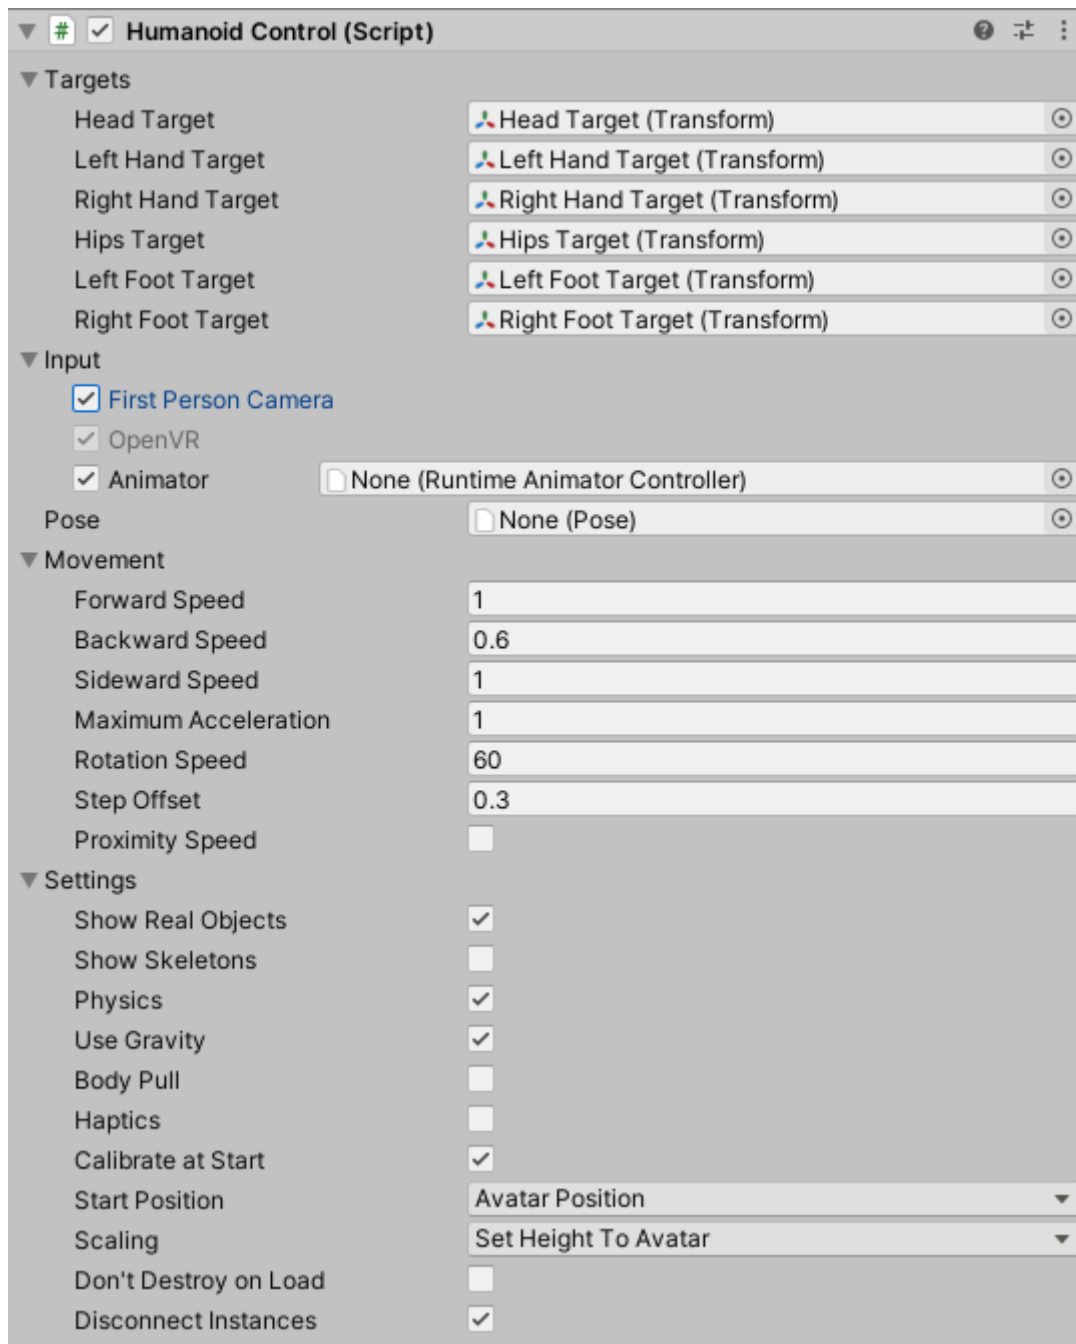 # Humanoid Control (Script)
Targets
Head Target Head Target (Transform)
Left Hand Target Left Hand Target (Transform)
Right Hand Target Right Hand Target (Transform)
Hips Target Hips Target (Transform)
Left Foot Target Left Foot Target (Transform)
Right Foot Target Right Foot Target (Transform)
Input
First Person Camera
OpenVR
Animator None (Runtime Animator Controller)
Pose None (Pose)
Movement
Forward Speed 1
Backward Speed 0.6
Sideward Speed 1
Maximum Acceleration 1
Rotation Speed 60
Step Offset 0.3
Proximity Speed
Settings
Show Real Objects
Show Skeletons
Physics
Use Gravity
Body Pull
Haptics
Calibrate at Start
Start Position Avatar Position
Scaling Set Height To Avatar
Don't Destroy on Load
Disconnect Instances